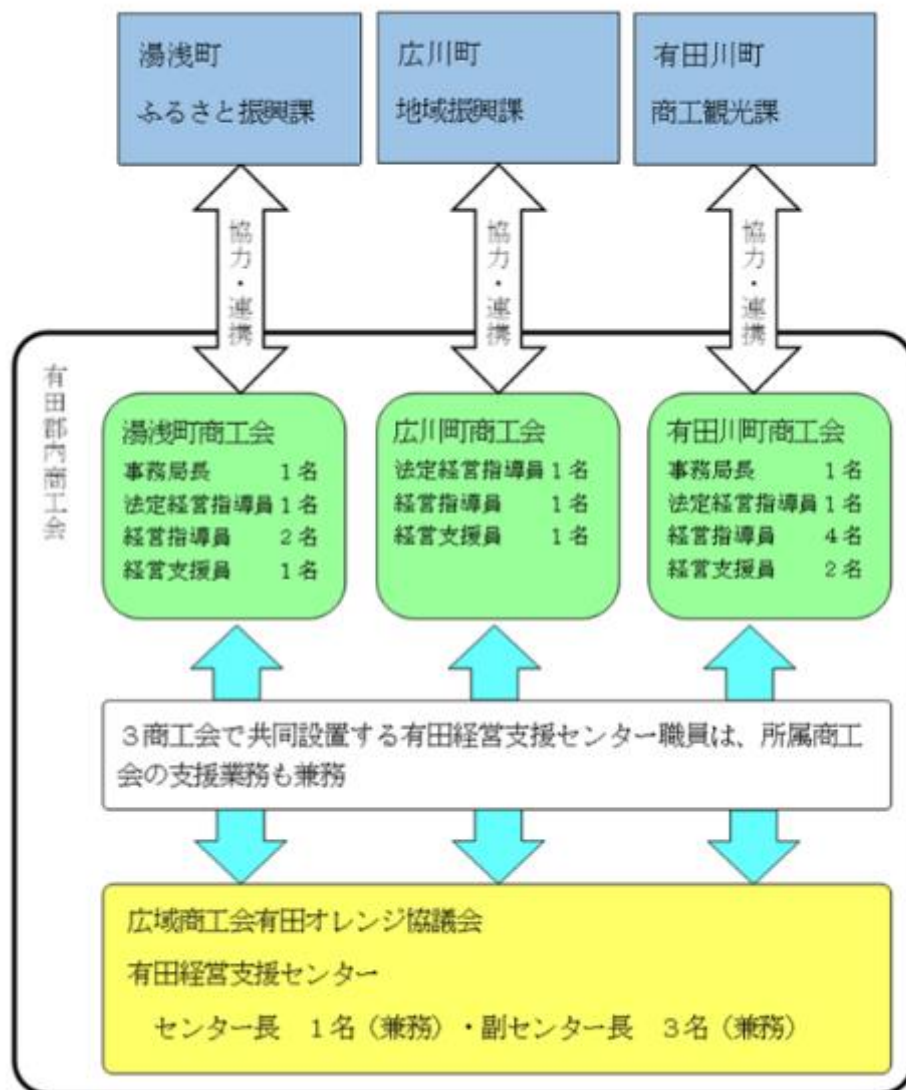 湯浅町
ふるさと振興課
広川町
地域振興課
有田川町
商工観光課
協力・連携
協力・連携
協力・連携
有田郡内商工会
湯浅町商工会
事務局長 1名
法定経営指導員1名
経営指導員 2名
経営支援員 1名
広川町商工会
法定経営指導員1名
経営指導員 1名
経営支援員 1名
有田川町商工会
事務局長 1名
法定経営指導員1名
経営指導員 4名
経営支援員 2名
3商工会で共同設置する有田経営支援センター職員は、所属商工
会の支援業務も兼務
広域商工会有田オレンジ協議会
有田経営支援センター
センター長 1名(兼務)・副センター長 3名(兼務)